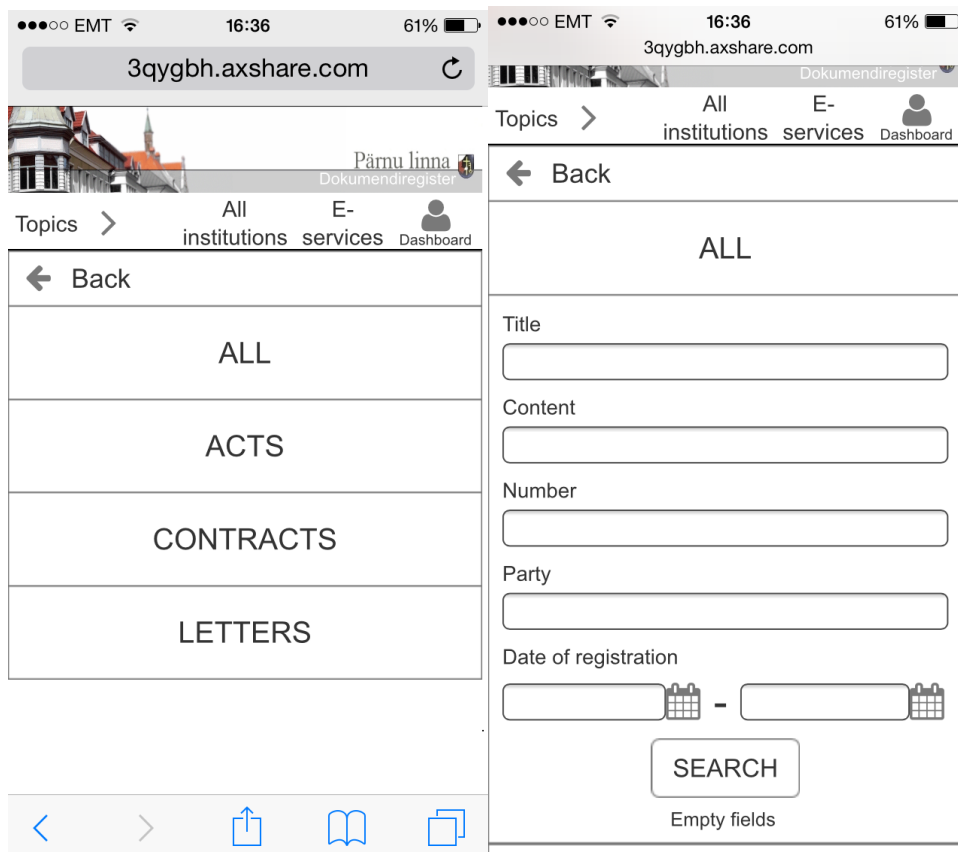 EMT 16:36 61%
3qygbh.axshare.com
Pärnu linna
Dokumendiregister
Topics All institutions E-services Dashboard
Back
ALL
ACTS
CONTRACTS
LETTERS
EMT 16:36 61%
3qygbh.axshare.com
Dokumendiregister
Topics All institutions E-services Dashboard
Back
ALL
Title
Content
Number
Party
Date of registration
-
SEARCH
Empty fields